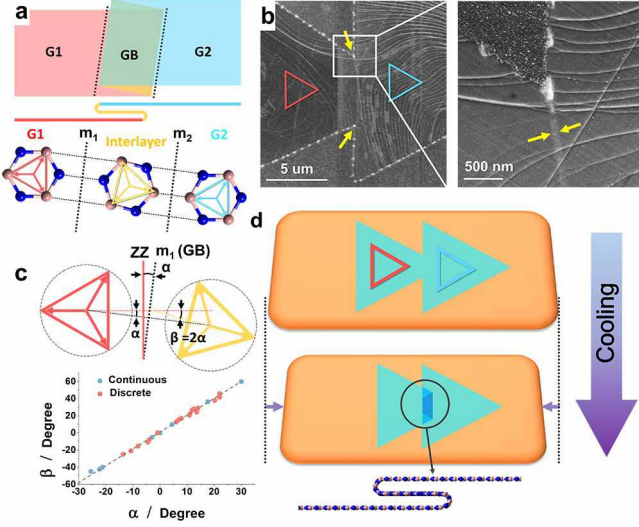 a
G1
GB
G2
G1
m1
Interlayer
m2
G2
b
5 um
500 nm
c
ZZ
m1 (GB)
α
α
β =2α
Continuous
Discrete
β / Degree
60
40
20
0
-20
-40
-60
-30
-20
-10
0
10
20
30
40
α / Degree
d
Cooling